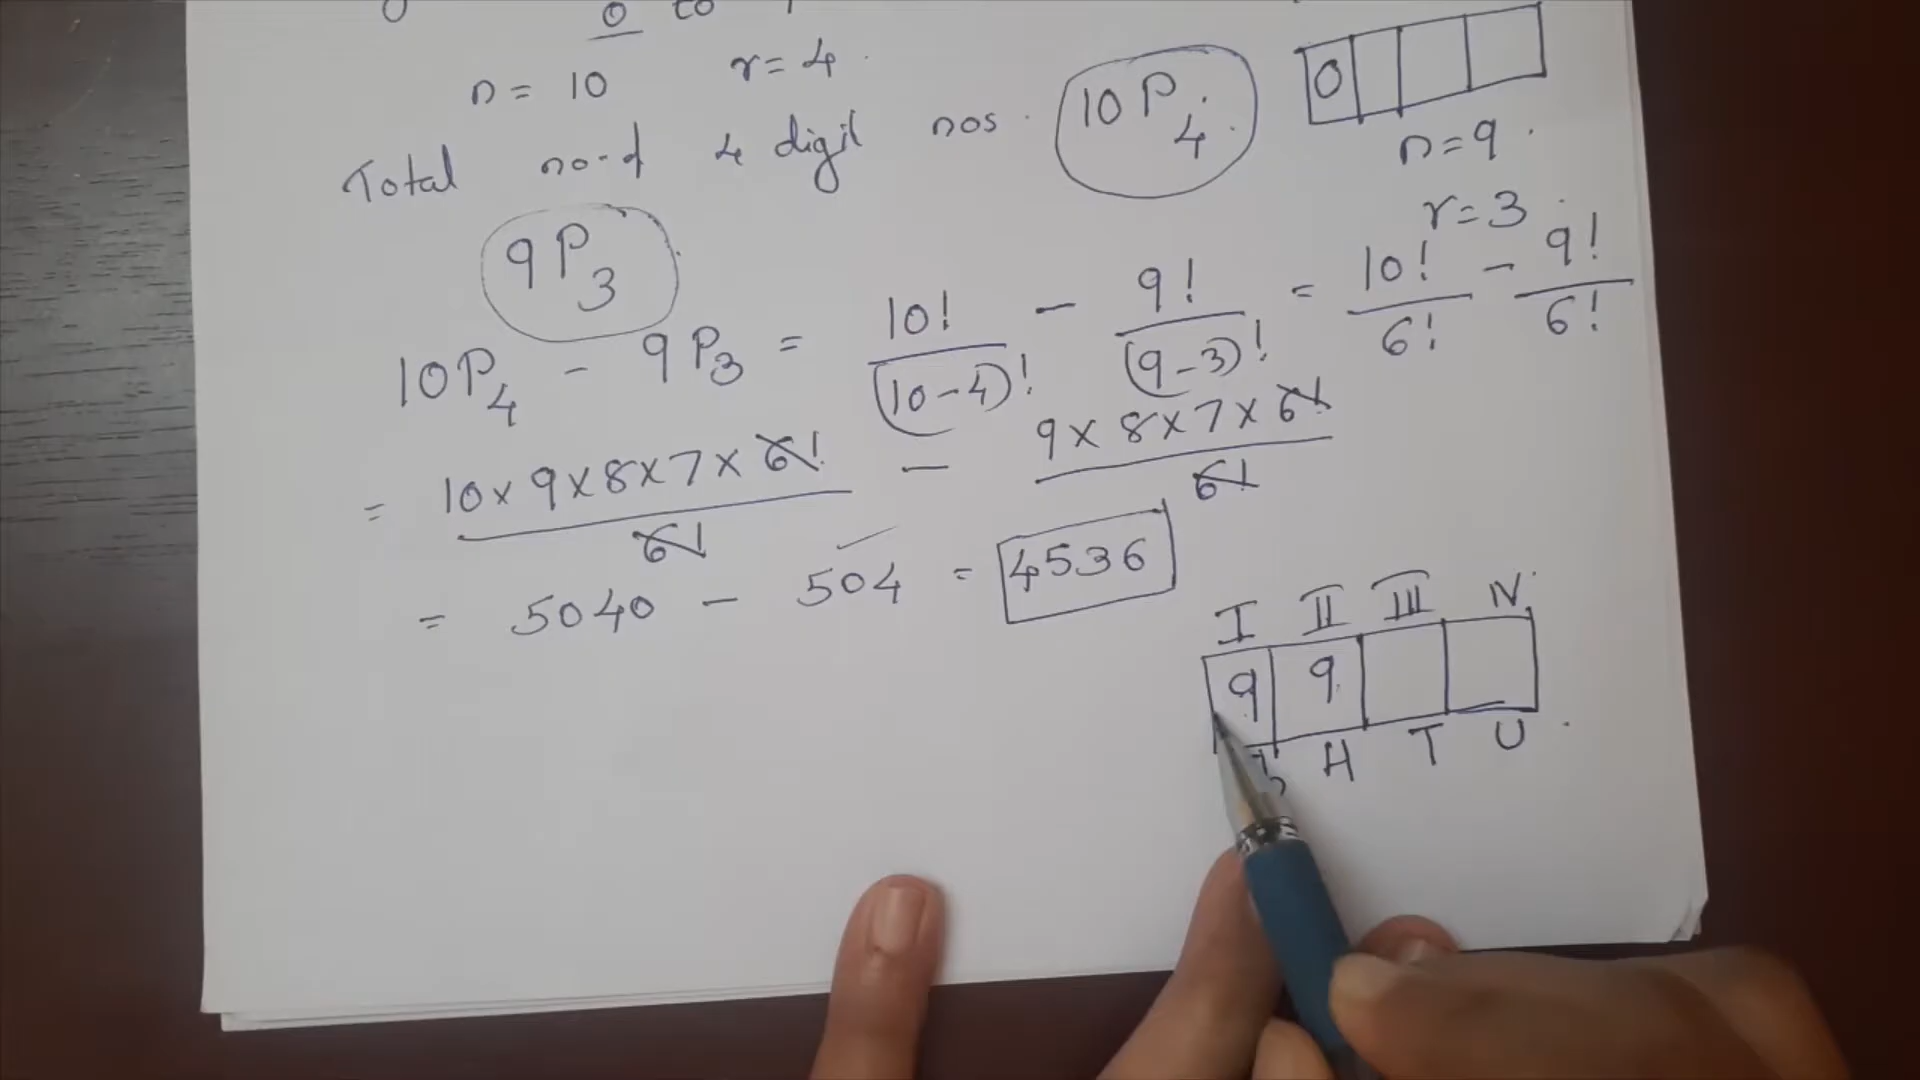 0 to
n = 10 r = 4
Total no. of 4 digit nos. 10P4
0
n = 9
r = 3
9P3
10P4 - 9P3 = 10!/(10-4)! - 9!/(9-3)! = 10!/6! - 9!/6!
= 10 x 9 x 8 x 7 x 6!/6! - 9 x 8 x 7 x 6!/6!
= 5040 - 504 = 4536
I II III IV
9 9
H T U